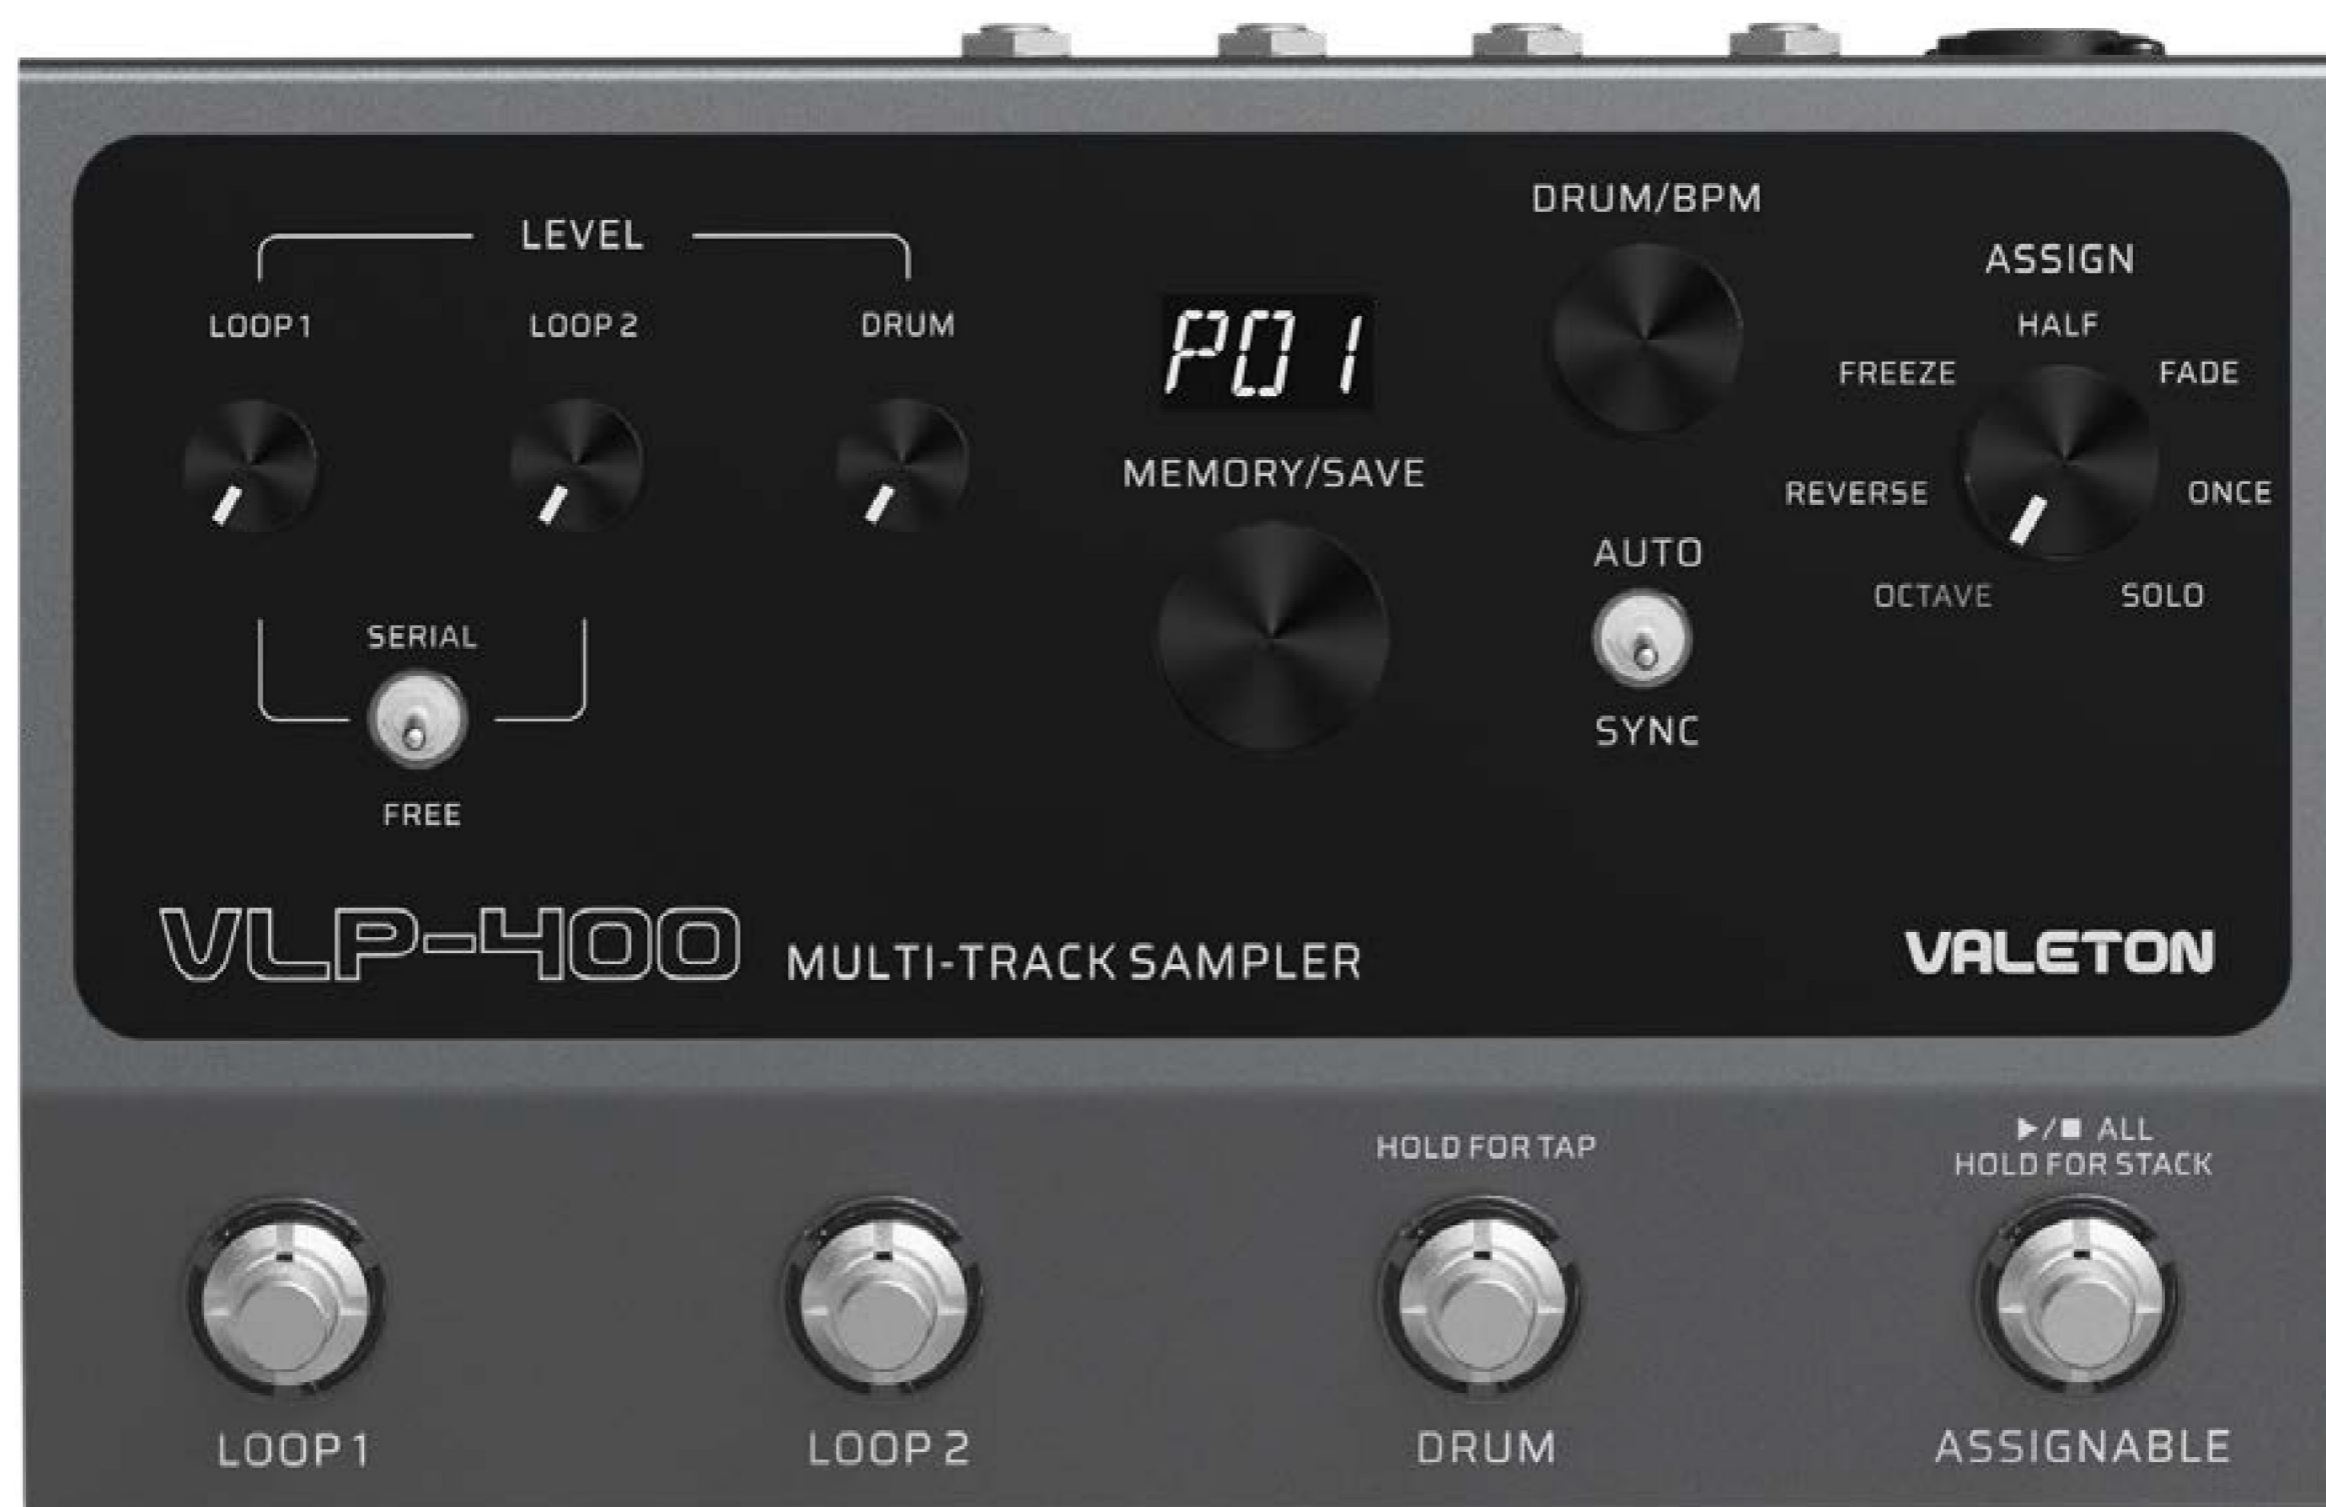 DRUM/BPM
LEVEL
ASSIGN
LOOP 1
LOOP 2
DRUM
HALF
FREEZE
FADE
P01
MEMORY/SAVE
REVERSE
ONCE
AUTO
OCTAVE
SOLO
SERIAL
SYNC
FREE
VLP-400 MULTI-TRACK SAMPLER
VALETON
HOLD FOR TAP
▶/■ ALL
HOLD FOR STACK
LOOP 1
LOOP 2
DRUM
ASSIGNABLE